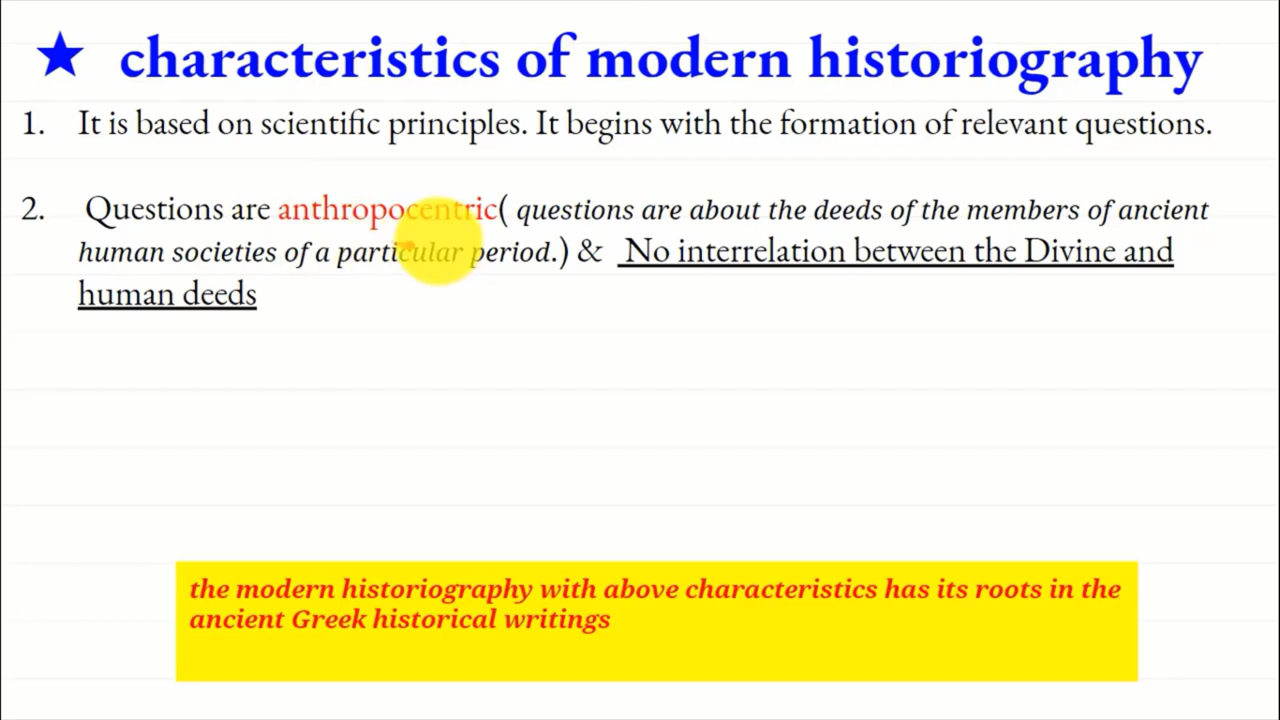 ★ characteristics of modern historiography
1. It is based on scientific principles. It begins with the formation of relevant questions.
2. Questions are anthropocentric( questions are about the deeds of the members of ancient
human societies of a particular period.) & No interrelation between the Divine and
human deeds
the modern historiography with above characteristics has its roots in the
ancient Greek historical writings